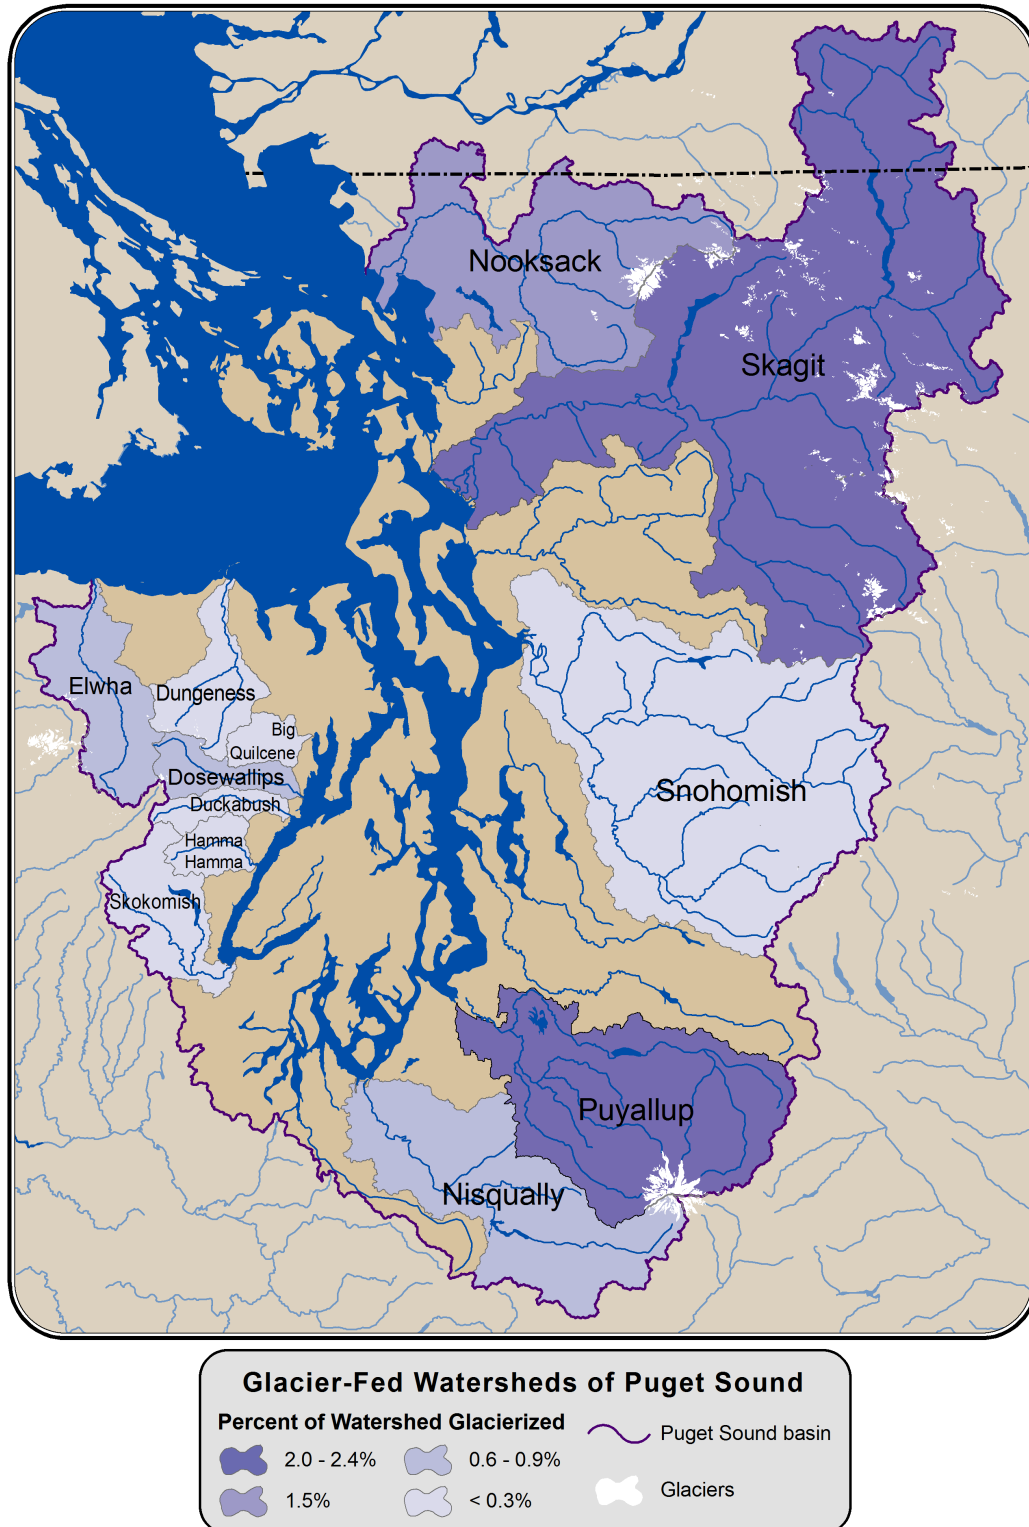 Nooksack
Skagit
Elwha
Dungeness
Big
Quilcene
Dosewallips
Duckabush
Hamma
Hamma
Skokomish
Snohomish
Puyallup
Nisqually
Glacier-Fed Watersheds of Puget Sound
Percent of Watershed Glacierized
2.0 - 2.4%
0.6 - 0.9%
Puget Sound basin
1.5%
< 0.3%
Glaciers